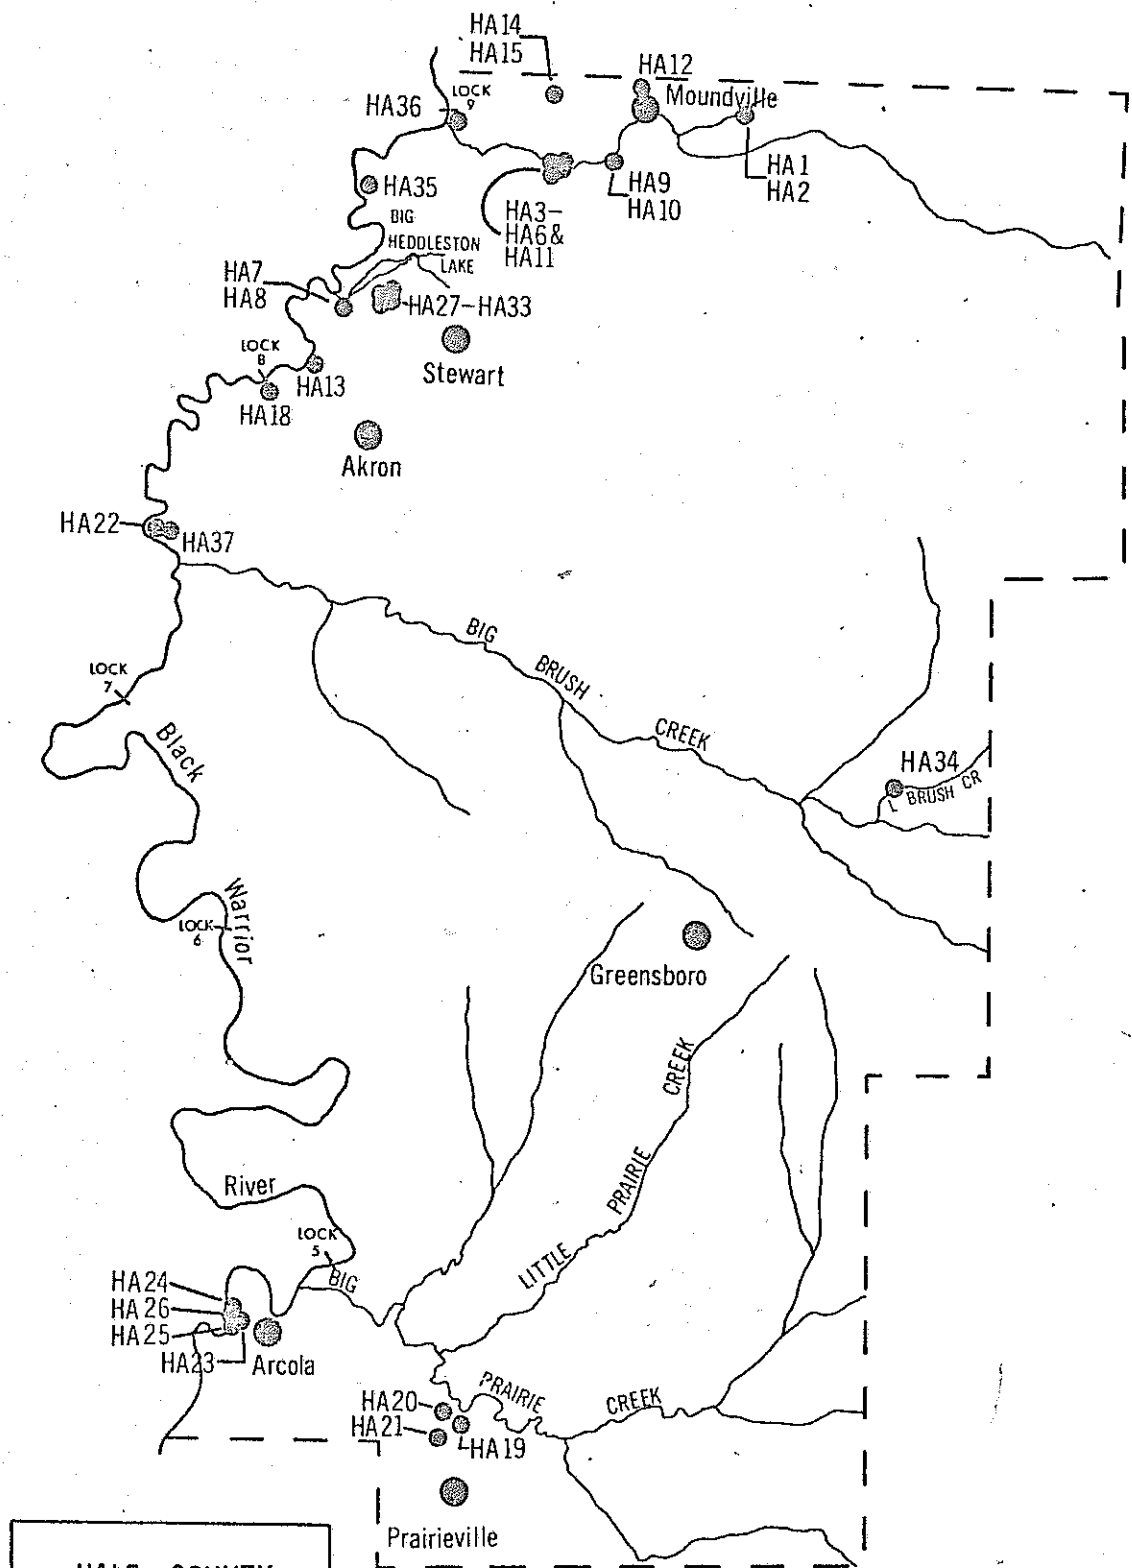 HA14
HA15
HA12
Moundville
LOCK
9
HA36
HA1
HA2
HA35
HA9
HA10
BIG
HEDDLESTON
LAKE
HA3-
HA6&
HA11
HA7
HA8
HA27-HA33
Stewart
LOCK
8
HA13
HA18
Akron
HA22
HA37
BIG BRUSH CREEK
LOCK
7
Black Warrior River
HA34
L BRUSH CR
LOCK
6
Greensboro
LITTLE PRAIRIE CREEK
LOCK
5
BIG PRAIRIE CREEK
HA24
HA26
HA25
HA23
Arcola
HA20
HA21
HA19
Prairieville
HALE COUNTY